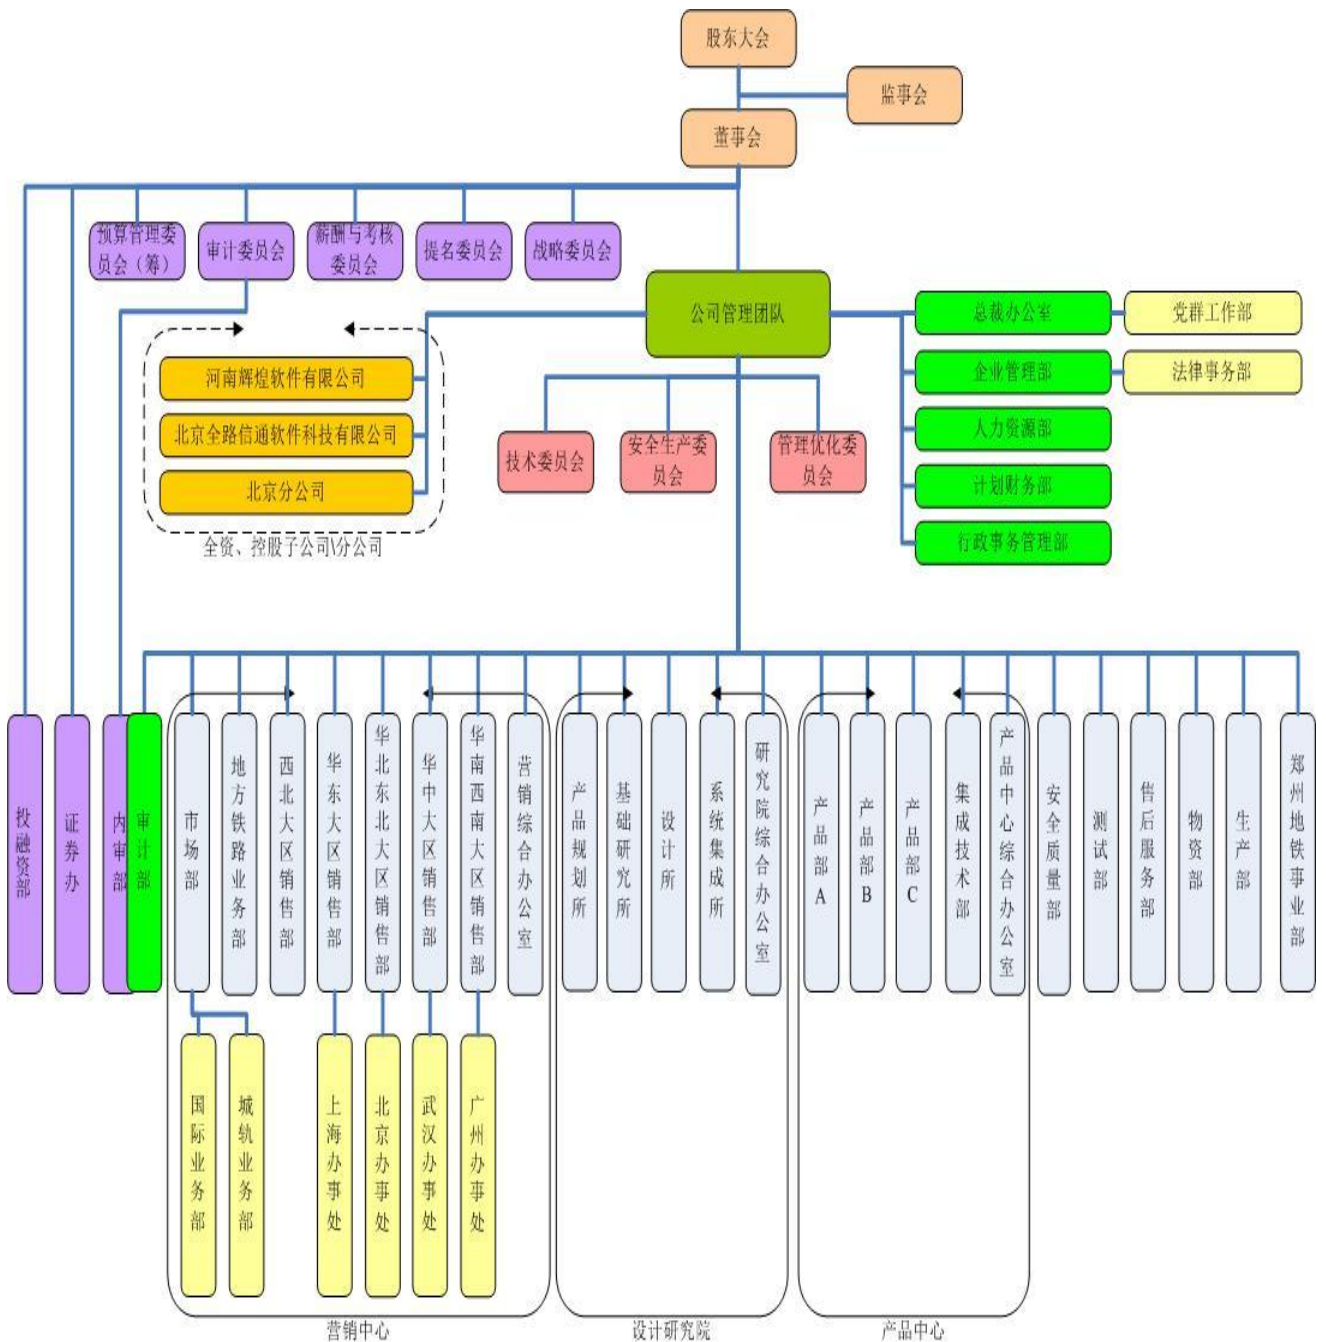 股东大会
监事会
董事会
预算管理委
员会（筹）
审计委员会
薪酬与考核
委员会
提名委员会
战略委员会
公司管理团队
总裁办公室
党群工作部
企业管理部
法律事务部
人力资源部
计划财务部
行政事务管理部
河南辉煌软件有限公司
北京全路信通软件科技有限公司
北京分公司
全资、控股子公司\分公司
技术委员会
安全生产委
员会
管理优化委
员会
投融资部
证券办
内审部
审计部
市场部
地方铁路业务部
西北大区销售部
华东大区销售部
华北东北大区销售部
华中大区销售部
华南西南大区销售部
营销综合办公室
产品规划所
基础研究所
设计所
系统集成所
研究院综合办公室
产品部A
产品部B
产品部C
集成技术部
产品中心综合办公室
安全质量部
测试部
售后服务部
物资部
生产部
郑州地铁事业部
国际业务部
城轨业务部
上海办事处
北京办事处
武汉办事处
广州办事处
营销中心
设计研究院
产品中心